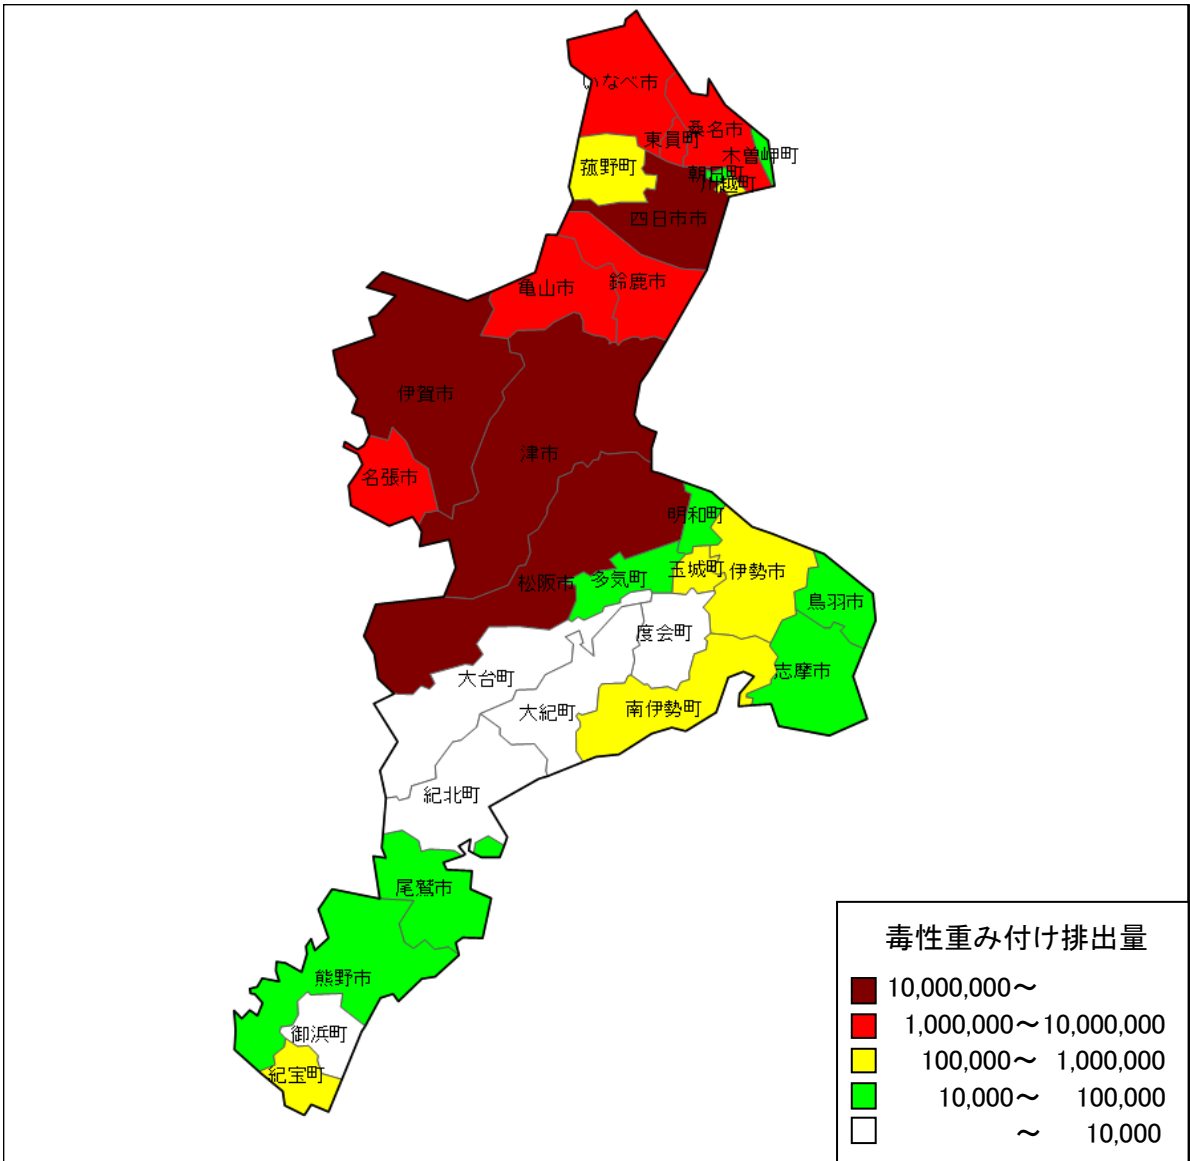 いなべ市
桑名市
東員町
木曽岬町
菰野町
朝日町
川越町
四日市市
亀山市
鈴鹿市
伊賀市
津市
名張市
明和町
松阪市
多気町
玉城町
伊勢市
鳥羽市
度会町
大台町
志摩市
大紀町
南伊勢町
紀北町
尾鷲市
熊野市
御浜町
紀宝町
毒性重み付け排出量
10,000,000～
1,000,000～10,000,000
100,000～ 1,000,000
10,000～ 100,000
～ 10,000